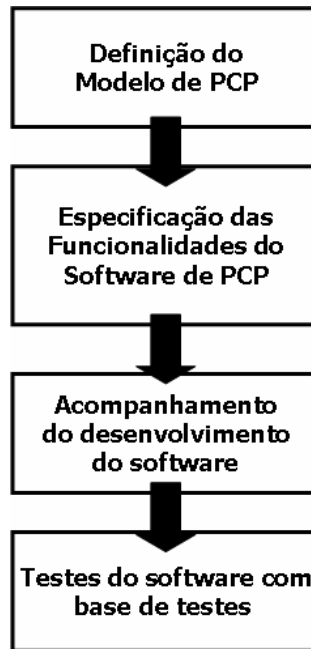 Definição do
Modelo de PCP
Especificação das
Funcionalidades do
Software de PCP
Acompanhamento
do desenvolvimento
do software
Testes do software com
base de testes